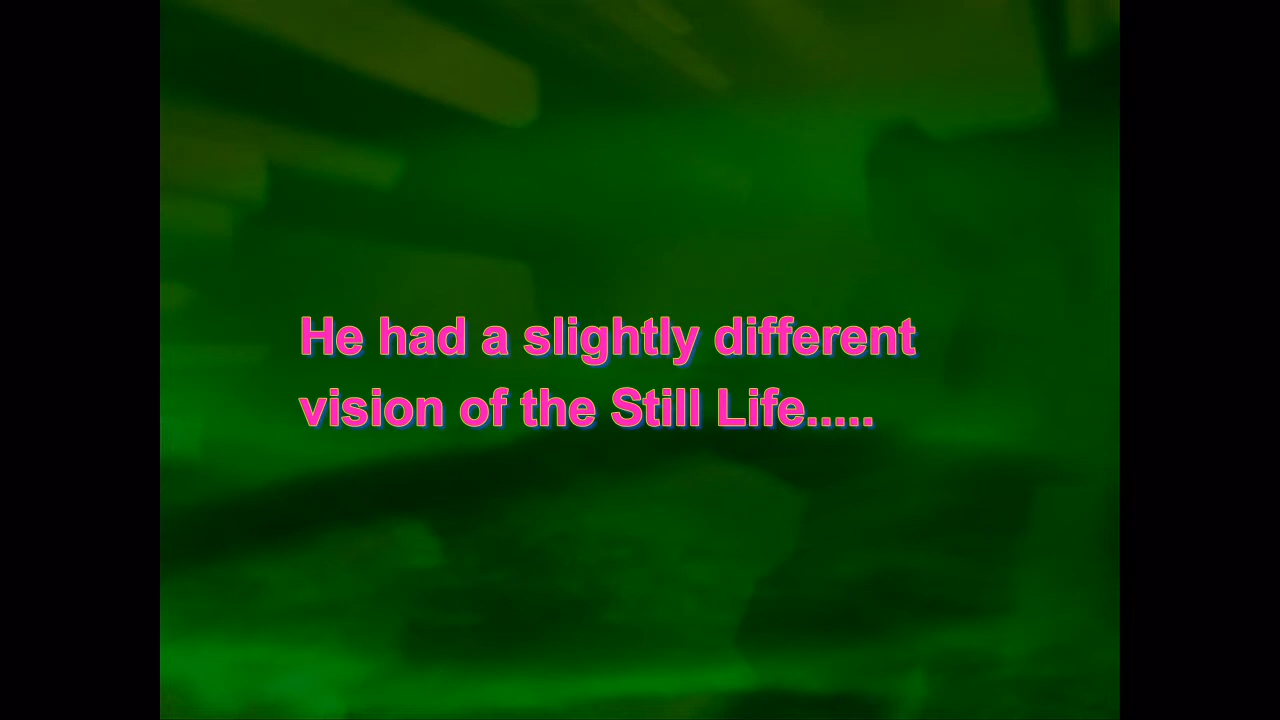 He had a slightly different
vision of the Still Life.....